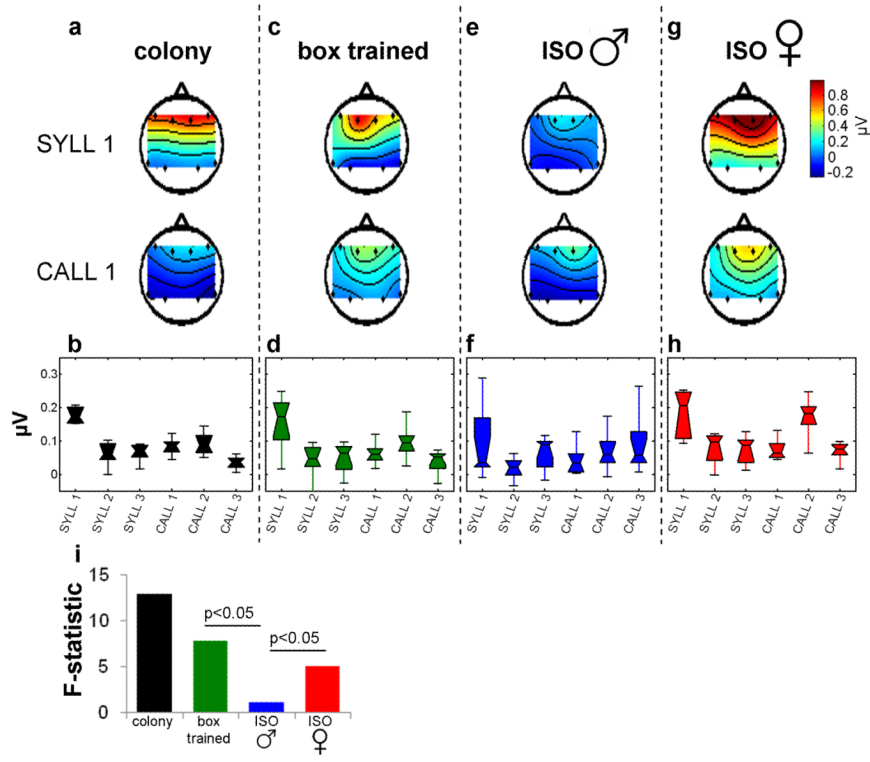 a
c
e
g
colony
box trained
ISO ♂
ISO ♀
SYLL 1
0.8
0.6
0.4
0.2
0
-0.2
µV
CALL 1
b
d
f
h
µV
0.3
0.2
0.1
0
SYLL 1
SYLL 2
SYLL 3
CALL 1
CALL 2
CALL 3
SYLL 1
SYLL 2
SYLL 3
CALL 1
CALL 2
CALL 3
SYLL 1
SYLL 2
SYLL 3
CALL 1
CALL 2
CALL 3
SYLL 1
SYLL 2
SYLL 3
CALL 1
CALL 2
CALL 3
i
F-statistic
15
10
5
0
p<0.05
p<0.05
colony
box
trained
ISO
♂
ISO
♀